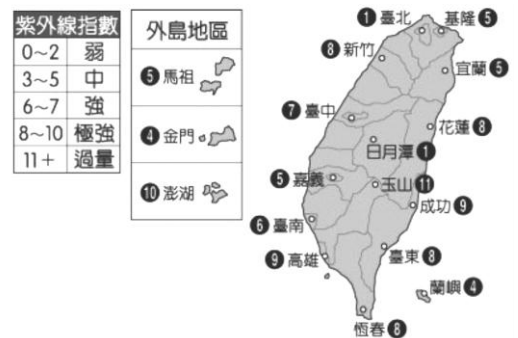 紫外線指數
0~2 弱
3~5 中
6~7 強
8~10 極強
11+ 過量
外島地區
5 馬祖
4 金門
10 澎湖
1 臺北
基隆 5
8 新竹
宜蘭 5
7 臺中
花蓮 8
日月潭 1
5 嘉義
玉山 11
成功 9
6 臺南
9 高雄
臺東 8
蘭嶼 4
恆春 8